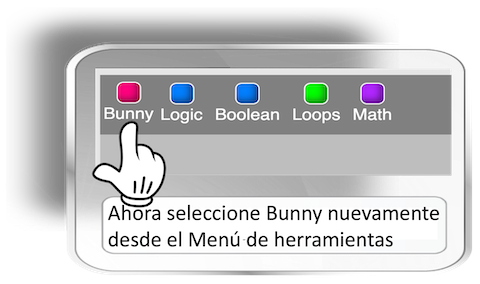 Bunny Logic Boolean Loops Math
Ahora seleccione Bunny nuevamente
desde el Menú de herramientas